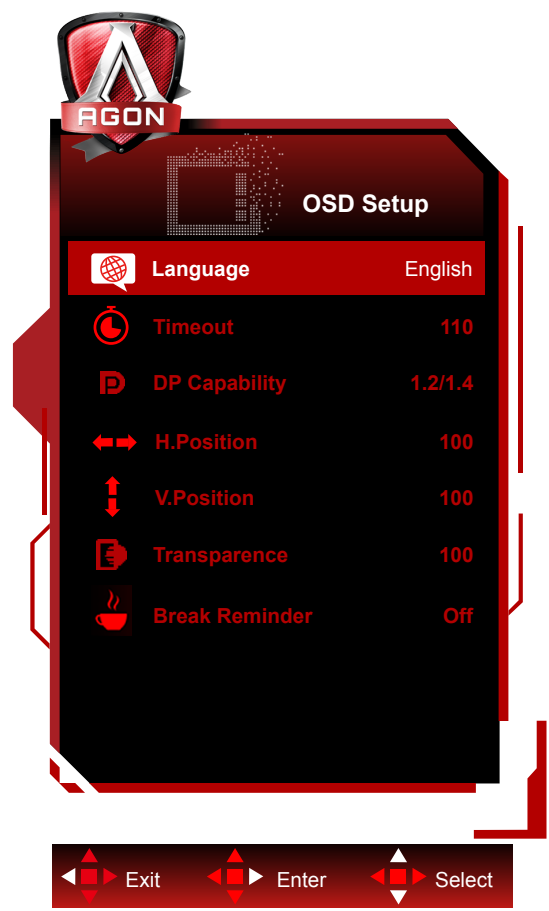 AGON
OSD Setup
Language English
Timeout 110
DP Capability 1.2/1.4
H.Position 100
V.Position 100
Transparence 100
Break Reminder Off
Exit Enter Select